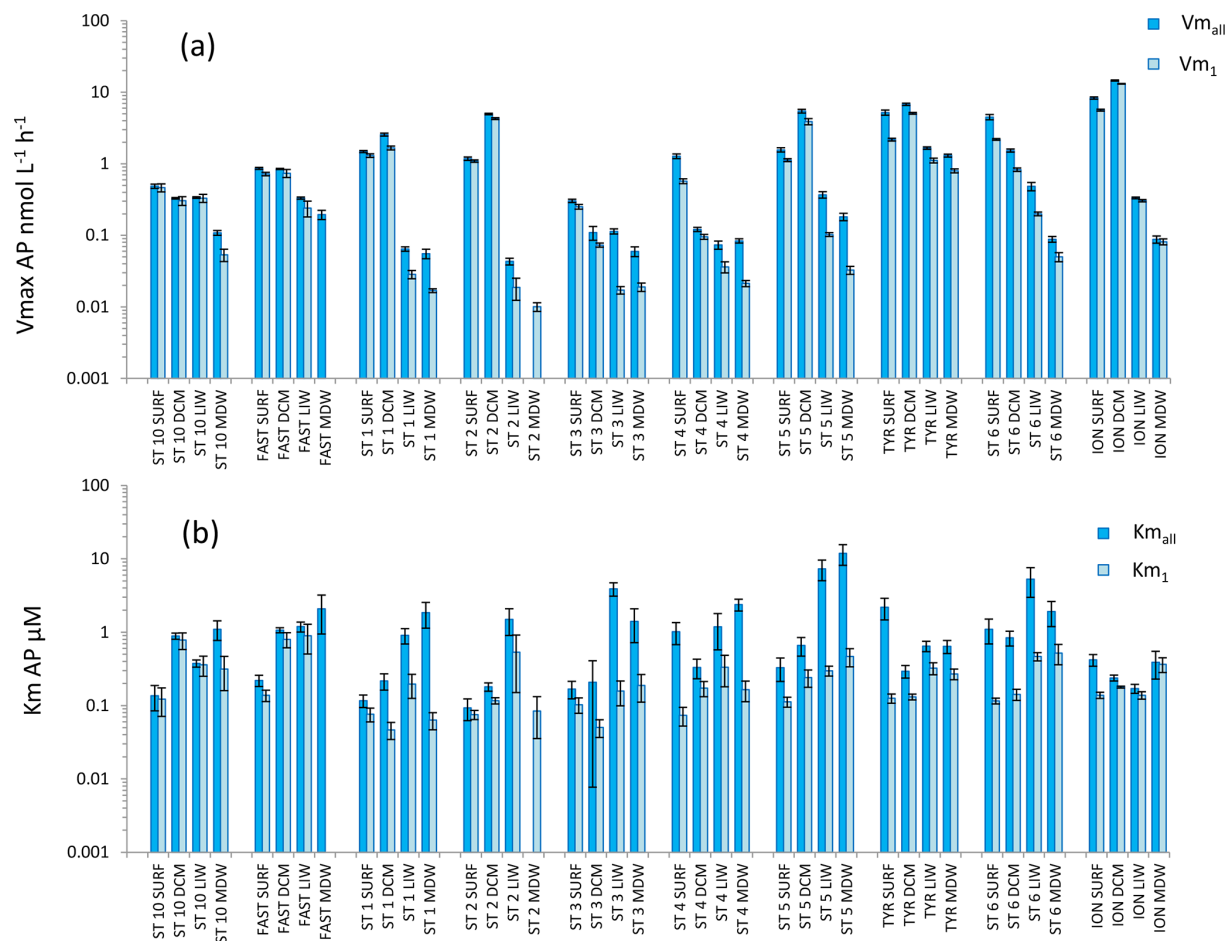 (a)
Vm all
Vm 1
Vmax AP nmol L-1 h-1
100
10
1
0.1
0.01
0.001
ST 10 SURF
ST 10 DCM
ST 10 LIW
ST 10 MDW
FAST SURF
FAST DCM
FAST LIW
FAST MDW
ST 1 SURF
ST 1 DCM
ST 1 LIW
ST 1 MDW
ST 2 SURF
ST 2 DCM
ST 2 LIW
ST 2 MDW
ST 3 SURF
ST 3 DCM
ST 3 LIW
ST 3 MDW
ST 4 SURF
ST 4 DCM
ST 4 LIW
ST 4 MDW
ST 5 SURF
ST 5 DCM
ST 5 LIW
ST 5 MDW
TYR SURF
TYR DCM
TYR LIW
TYR MDW
ST 6 SURF
ST 6 DCM
ST 6 LIW
ST 6 MDW
ION SURF
ION DCM
ION LIW
ION MDW
(b)
Km all
Km 1
Km AP µM
100
10
1
0.1
0.01
0.001
ST 10 SURF
ST 10 DCM
ST 10 LIW
ST 10 MDW
FAST SURF
FAST DCM
FAST LIW
FAST MDW
ST 1 SURF
ST 1 DCM
ST 1 LIW
ST 1 MDW
ST 2 SURF
ST 2 DCM
ST 2 LIW
ST 2 MDW
ST 3 SURF
ST 3 DCM
ST 3 LIW
ST 3 MDW
ST 4 SURF
ST 4 DCM
ST 4 LIW
ST 4 MDW
ST 5 SURF
ST 5 DCM
ST 5 LIW
ST 5 MDW
TYR SURF
TYR DCM
TYR LIW
TYR MDW
ST 6 SURF
ST 6 DCM
ST 6 LIW
ST 6 MDW
ION SURF
ION DCM
ION LIW
ION MDW